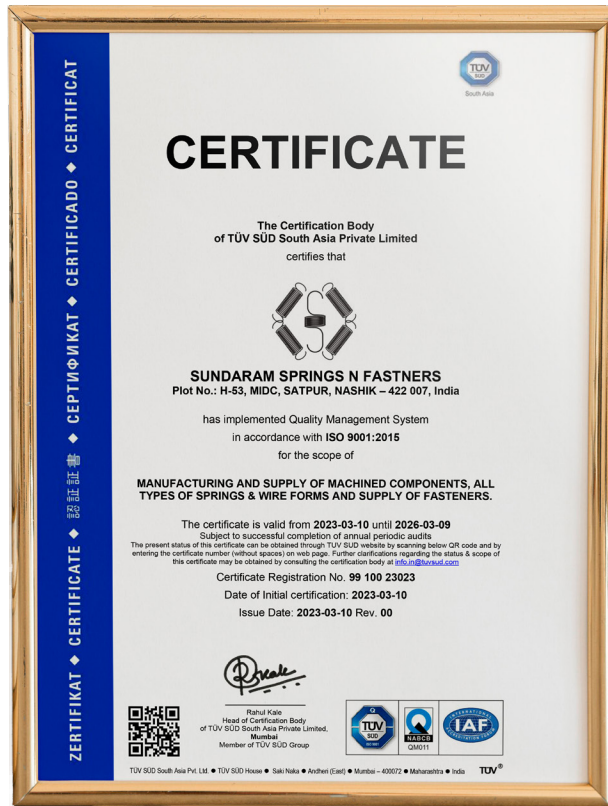 ZERTIFIKAT ◆ CERTIFICATE ◆ 認証証書 ◆ СЕРТИФИКАТ ◆ CERTIFICADO ◆ CERTIFICAT
TÜV
SÜD
South Asia
CERTIFICATE
The Certification Body
of TÜV SÜD South Asia Private Limited
certifies that
SUNDARAM SPRINGS N FASTNERS
Plot No.: H-53, MIDC, SATPUR, NASHIK – 422 007, India
has implemented Quality Management System
in accordance with ISO 9001:2015
for the scope of
MANUFACTURING AND SUPPLY OF MACHINED COMPONENTS, ALL
TYPES OF SPRINGS & WIRE FORMS AND SUPPLY OF FASTENERS.
The certificate is valid from 2023-03-10 until 2026-03-09
Subject to successful completion of annual periodic audits
The present status of this certificate can be obtained through TUV SUD website by scanning below QR code and by
entering the certificate number (without spaces) on web page. Further clarifications regarding the status & scope of
this certificate may be obtained by consulting the certification body at info.in@tuvsud.com
Certificate Registration No. 99 100 23023
Date of Initial certification: 2023-03-10
Issue Date: 2023-03-10 Rev. 00
Rkale
Rahul Kale
Head of Certification Body
of TÜV SÜD South Asia Private Limited,
Mumbai
Member of TÜV SÜD Group
Q
TÜV
SÜD
ISO 9001
NABCB
QM011
INTERNATIONAL
ACCREDITATION FORUM
IAF
TÜV SÜD South Asia Pvt. Ltd. ● TÜV SÜD House ● Saki Naka ● Andheri (East) ● Mumbai – 400072 ● Maharashtra ● India TÜV®